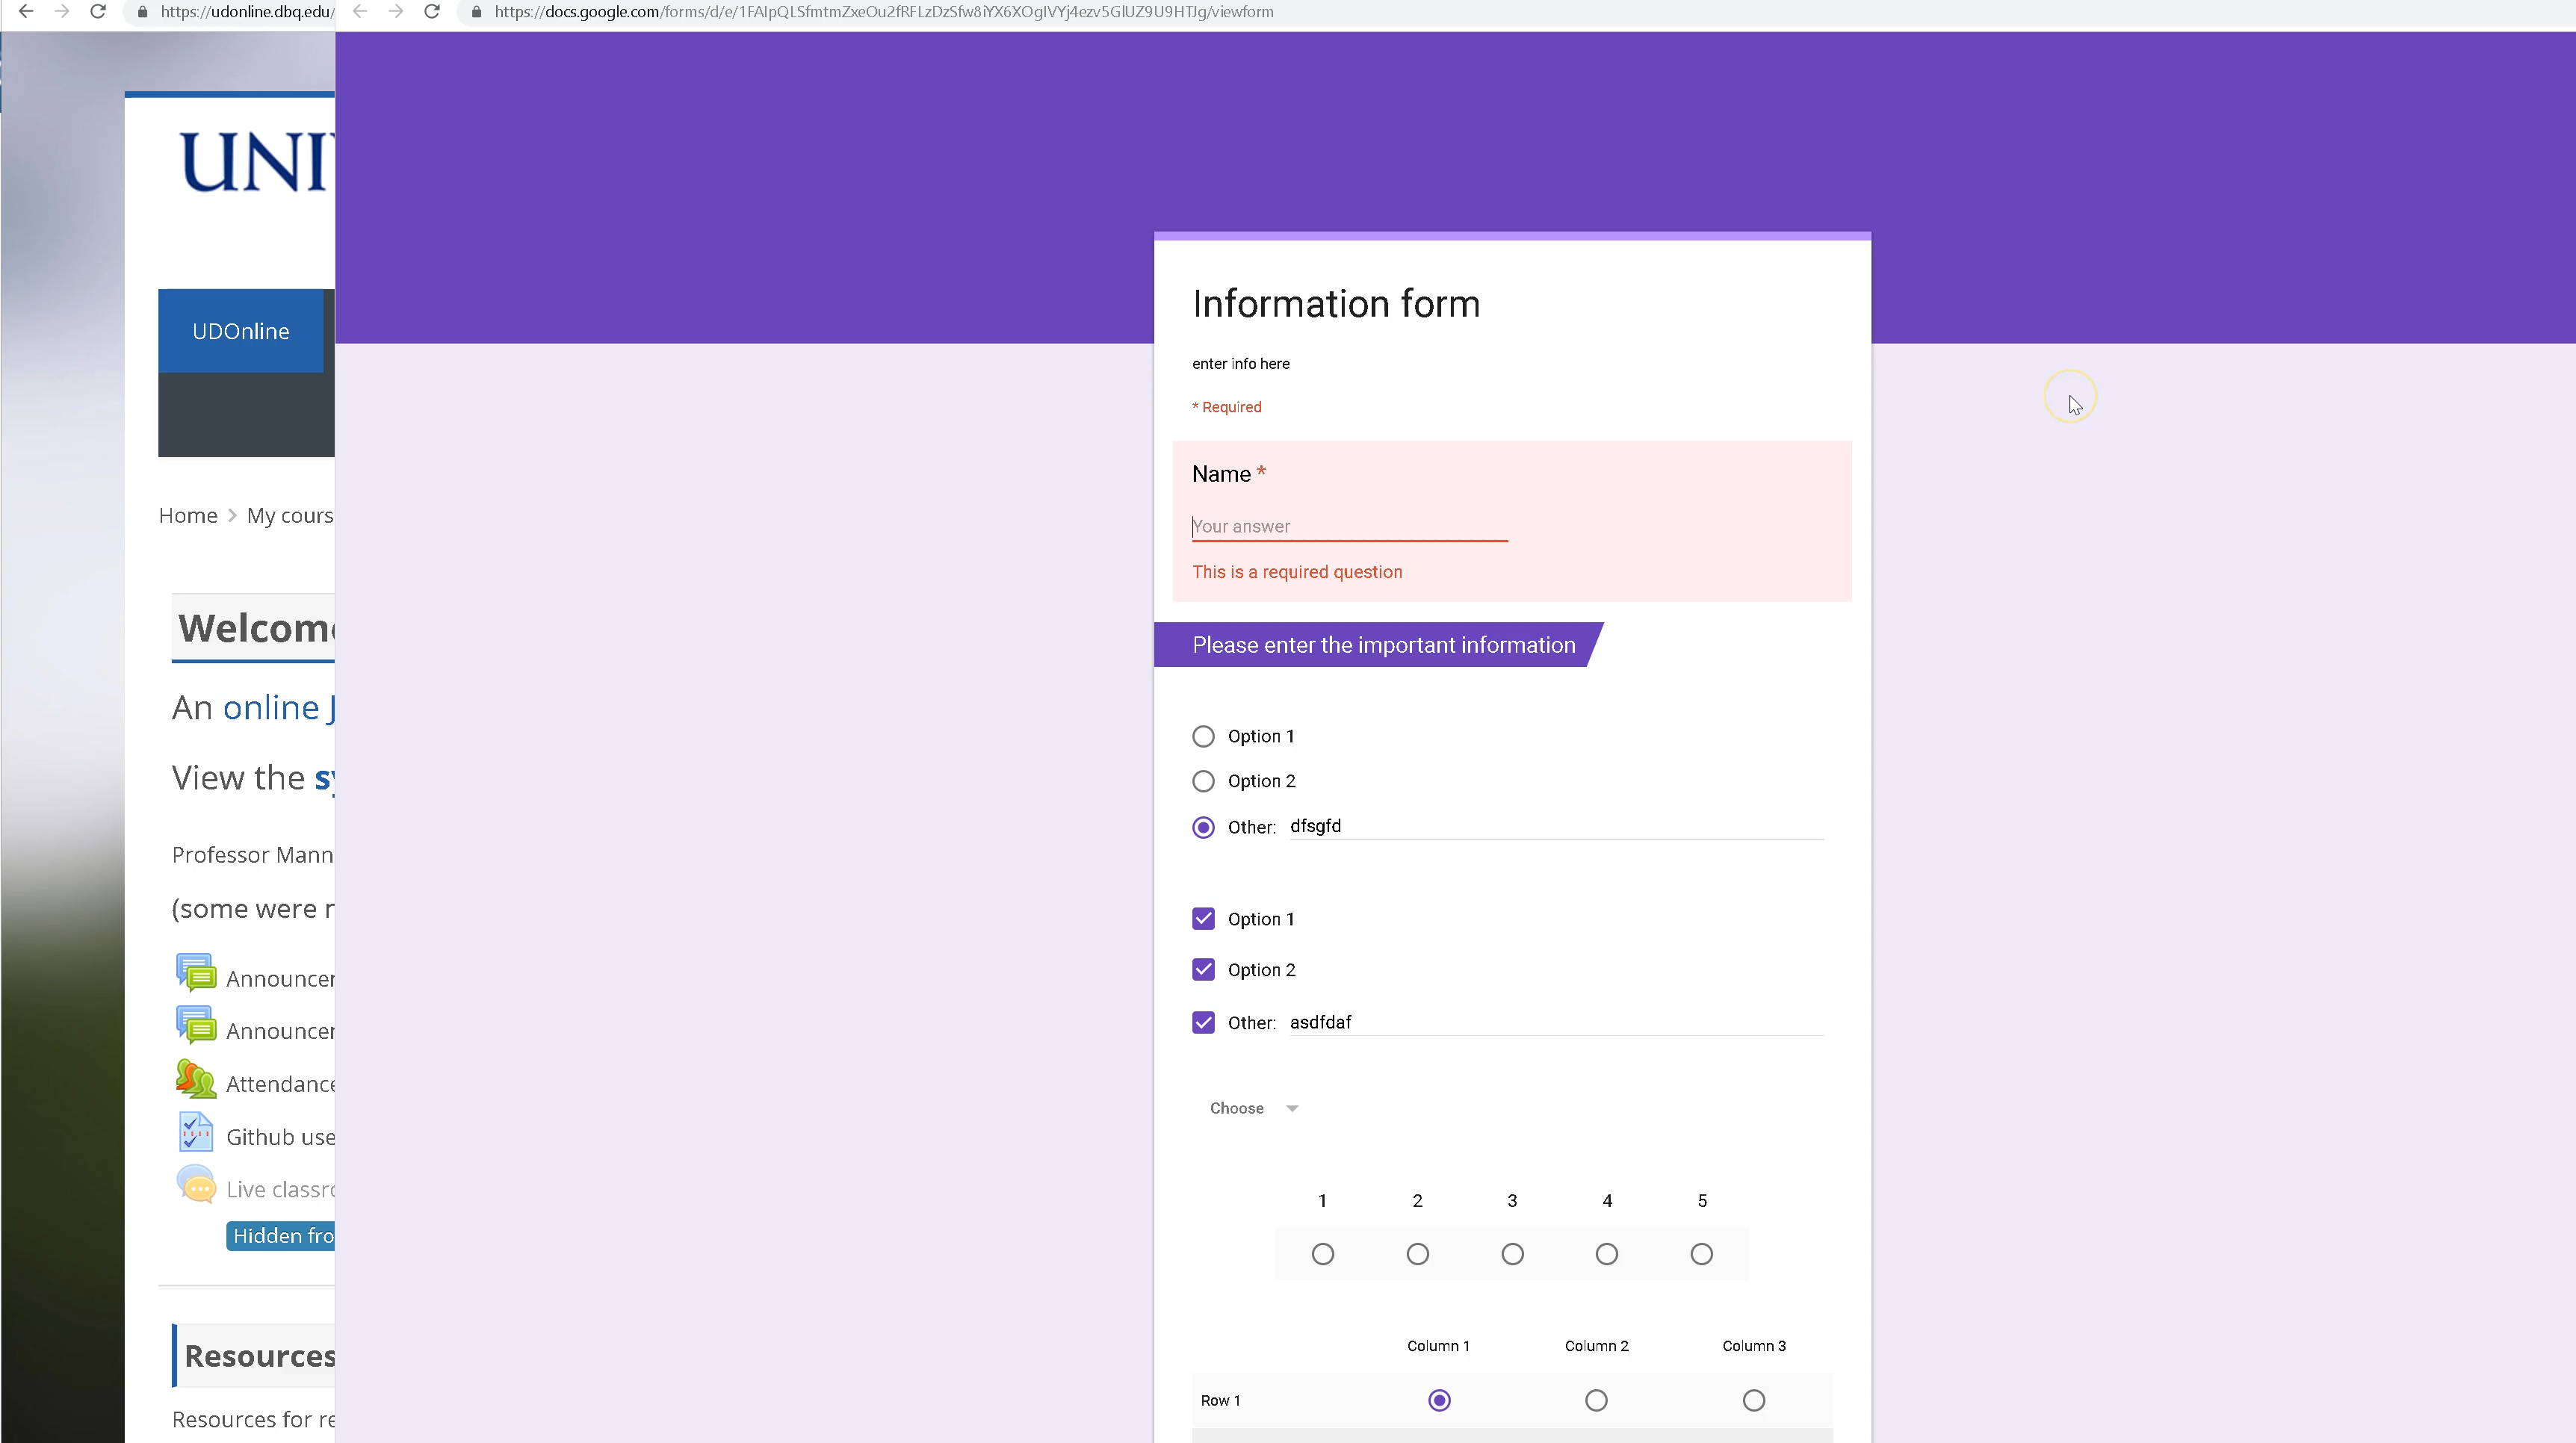 https://udonline.dbq.edu/
https://docs.google.com/forms/d/e/1FAIpQLSfmtmZxeOu2fRFLzDzSfw8iYX6XOgIVYj4ezv5GlUZ9U9HTJg/viewform
UNI
UDOnline
Home > My cours
Welcome
An online J
View the sy
Professor Mann
(some were r
Announcer
Announcer
Attendance
Github use
Live classro
Hidden fro
Resources
Resources for re
Information form
enter info here
* Required
Name *
Your answer
This is a required question
Please enter the important information
Option 1
Option 2
Other: dfsgfd
Option 1
Option 2
Other: asdfdaf
Choose
1 2 3 4 5
Column 1 Column 2 Column 3
Row 1